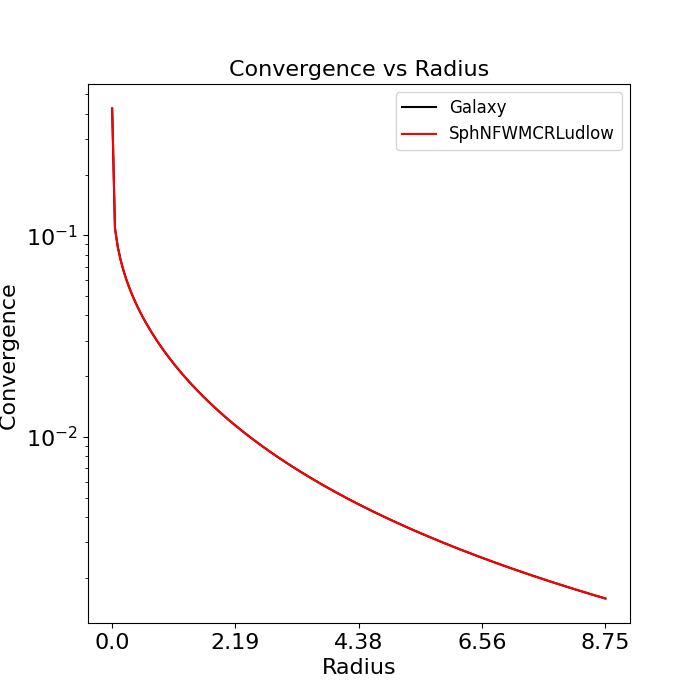 Convergence vs Radius
Galaxy
SphNFWMCRLudlow
Convergence
10⁻¹
10⁻²
0.0 2.19 4.38 6.56 8.75
Radius